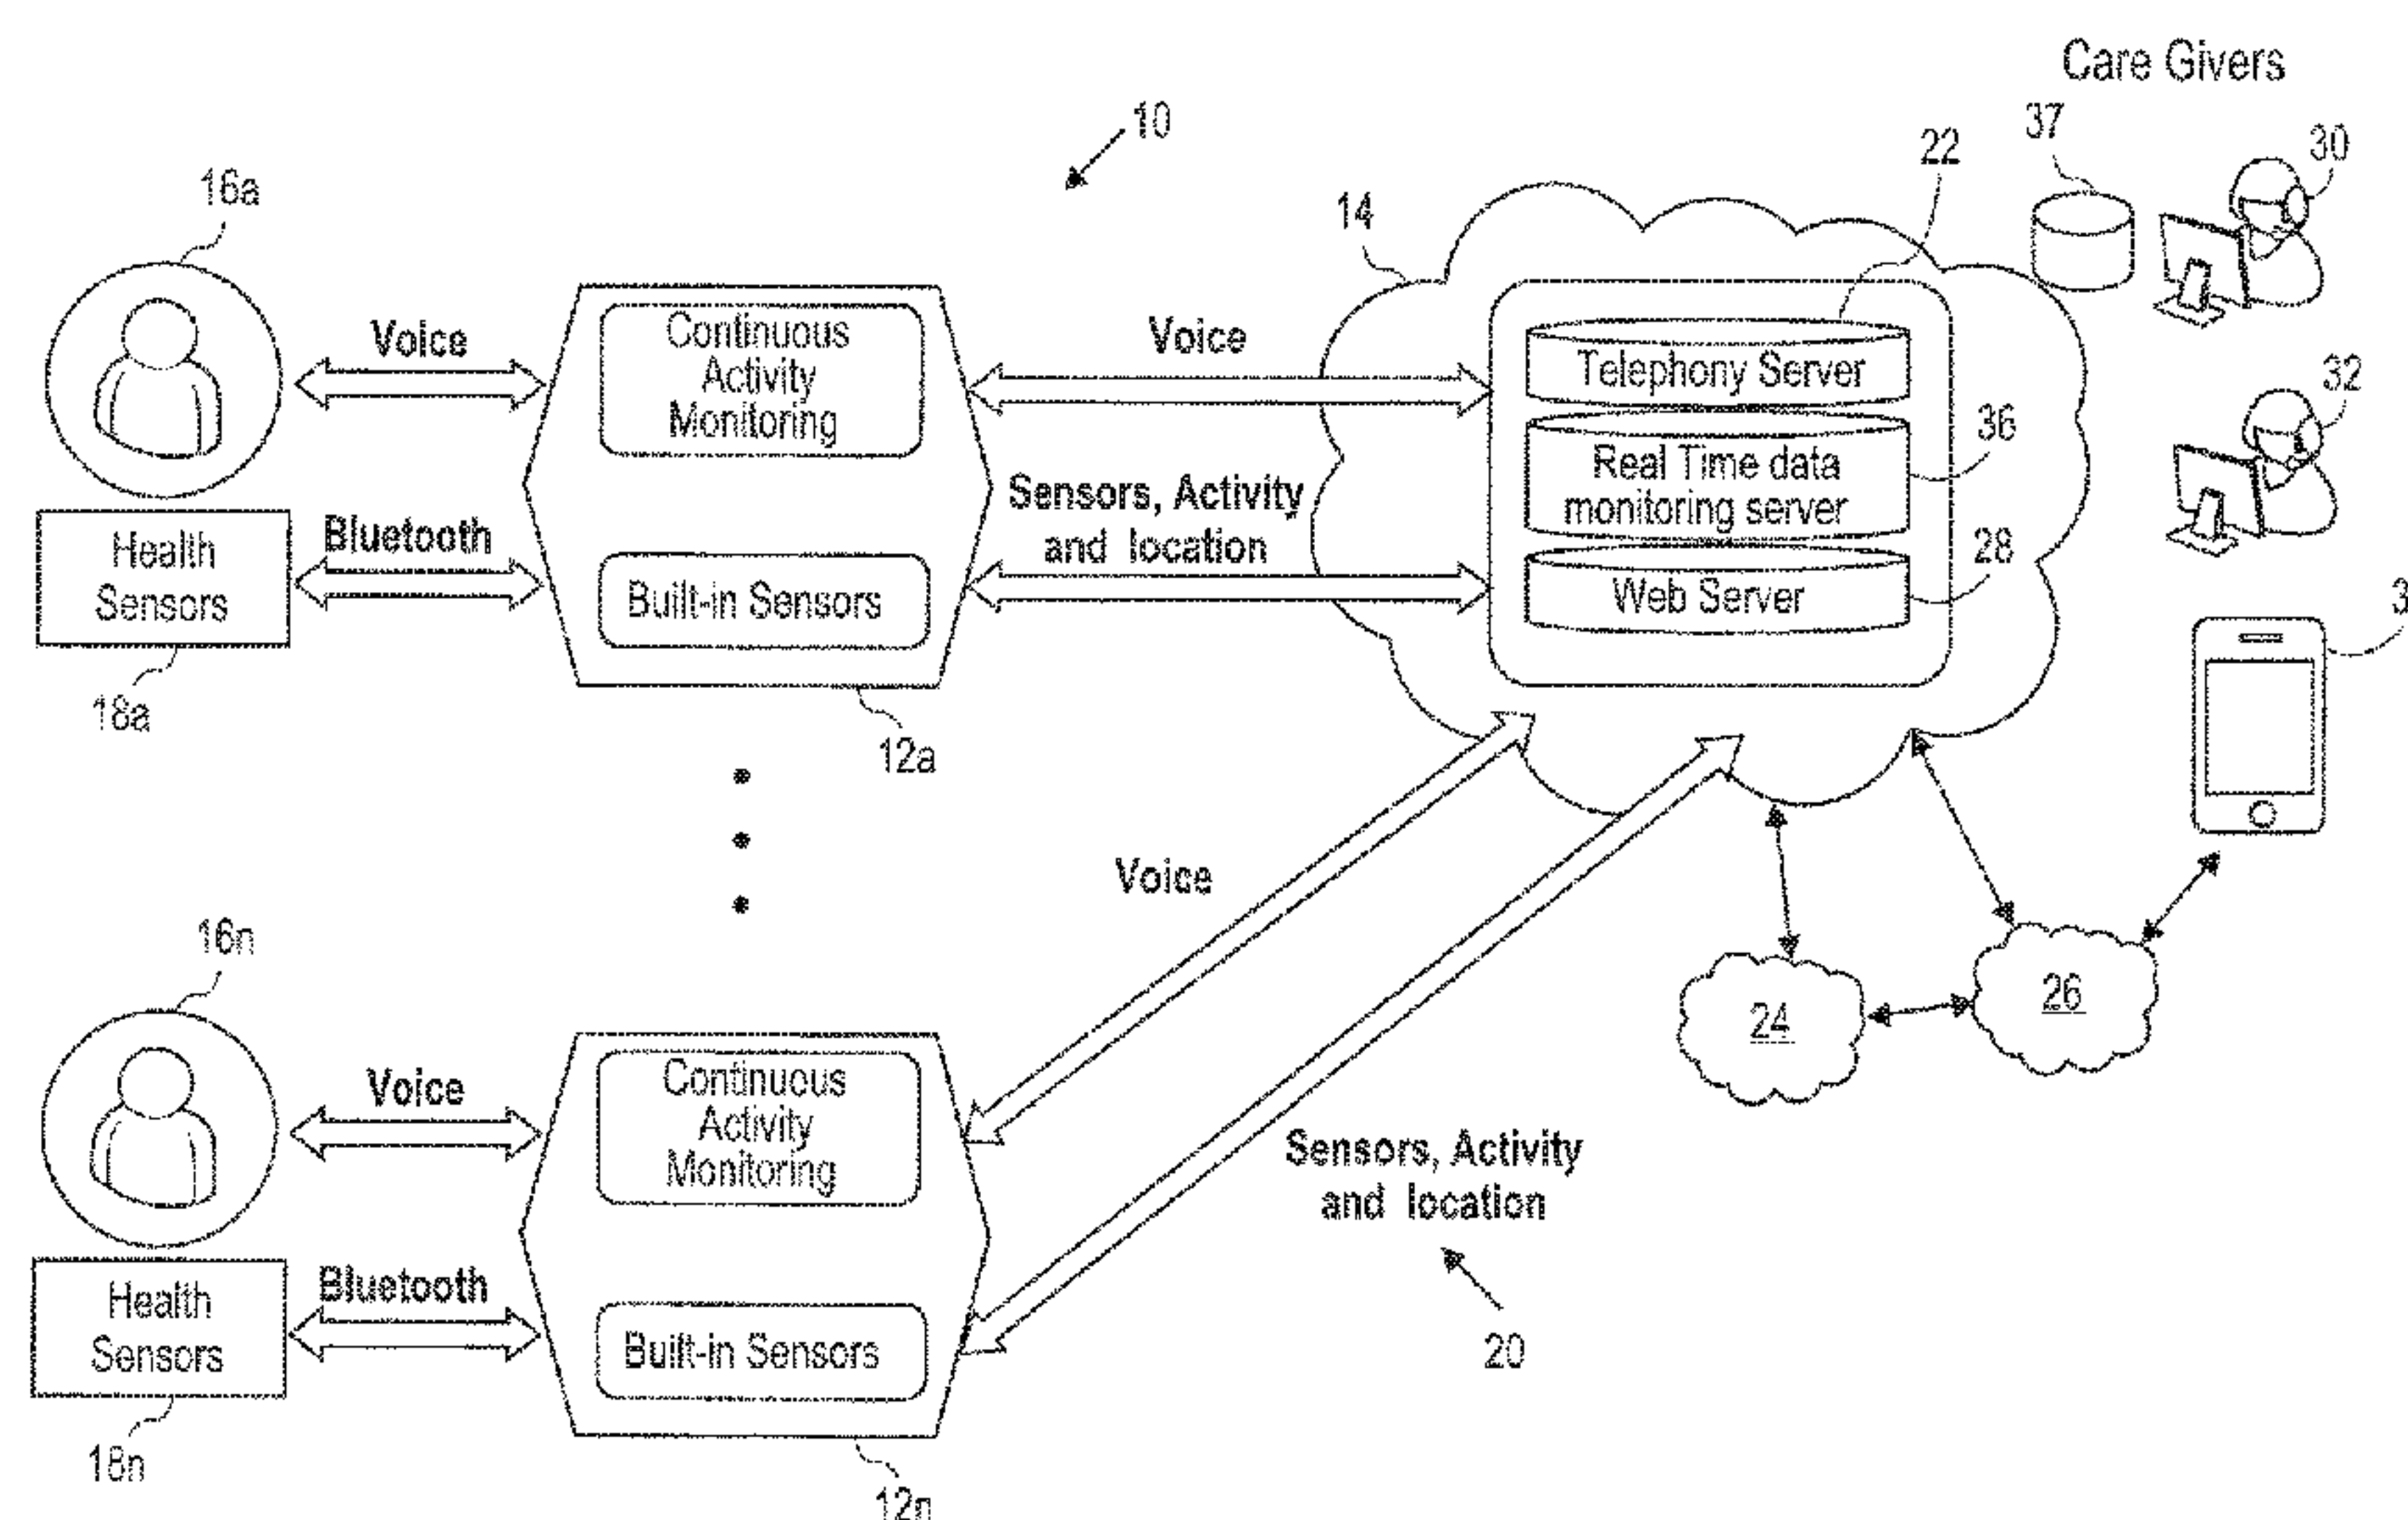 Care Givers
10
37
30
22
16a
14
Voice
Continuous
Activity
Monitoring
Voice
Telephony Server
32
36
Real Time data
monitoring server
Sensors, Activity
and location
Bluetooth
Health
Sensors
Built-in Sensors
28
Web Server
18a
12a
Voice
16n
24
26
Voice
Continuous
Activity
Monitoring
Sensors, Activity
and location
Bluetooth
Health
Sensors
Built-in Sensors
20
18n
12n